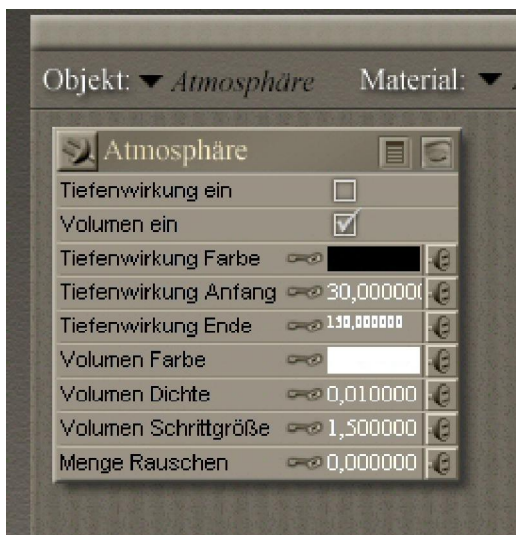 Objekt: Atmosphäre Material:
Atmosphäre
Tiefenwirkung ein
Volumen ein
Tiefenwirkung Farbe
Tiefenwirkung Anfang 30,000000
Tiefenwirkung Ende 130,000000
Volumen Farbe
Volumen Dichte 0,010000
Volumen Schrittgröße 1,500000
Menge Rauschen 0,000000